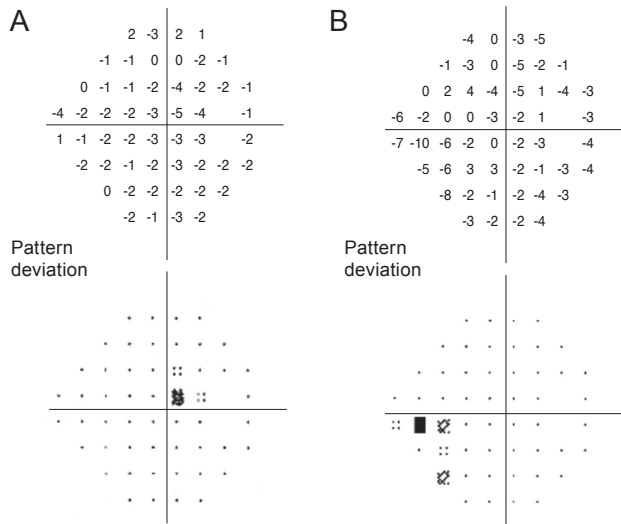 A
2 -3 2 1
-1 -1 0 0 -2 -1
0 -1 -1 -2 -4 -2 -2 -1
-4 -2 -2 -2 -3 -5 -4 -1
1 -1 -2 -2 -3 -3 -3 -2
-2 -2 -1 -2 -3 -2 -2 -2
0 -2 -2 -2 -2 -2
-2 -1 -3 -2
Pattern
deviation
B
-4 0 -3 -5
-1 -3 0 -5 -2 -1
0 2 4 -4 -5 1 -4 -3
-6 -2 0 0 -3 -2 1 -3
-7 -10 -6 -2 0 -2 -3 -4
-5 -6 3 3 -2 -1 -3 -4
-8 -2 -1 -2 -4 -3
-3 -2 -2 -4
Pattern
deviation